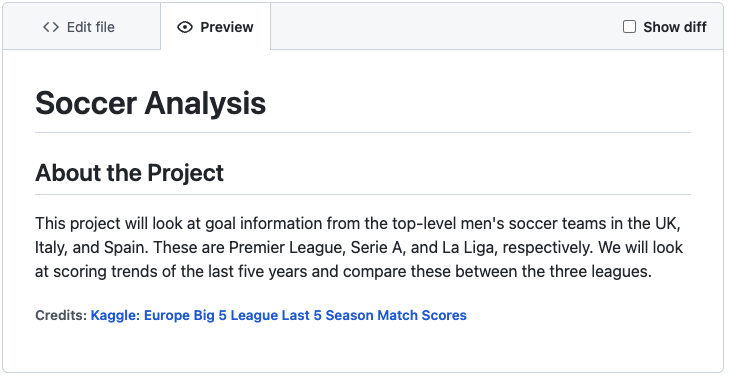 Edit file
Preview
Show diff
Soccer Analysis
About the Project
This project will look at goal information from the top-level men's soccer teams in the UK,
Italy, and Spain. These are Premier League, Serie A, and La Liga, respectively. We will look
at scoring trends of the last five years and compare these between the three leagues.
Credits: Kaggle: Europe Big 5 League Last 5 Season Match Scores